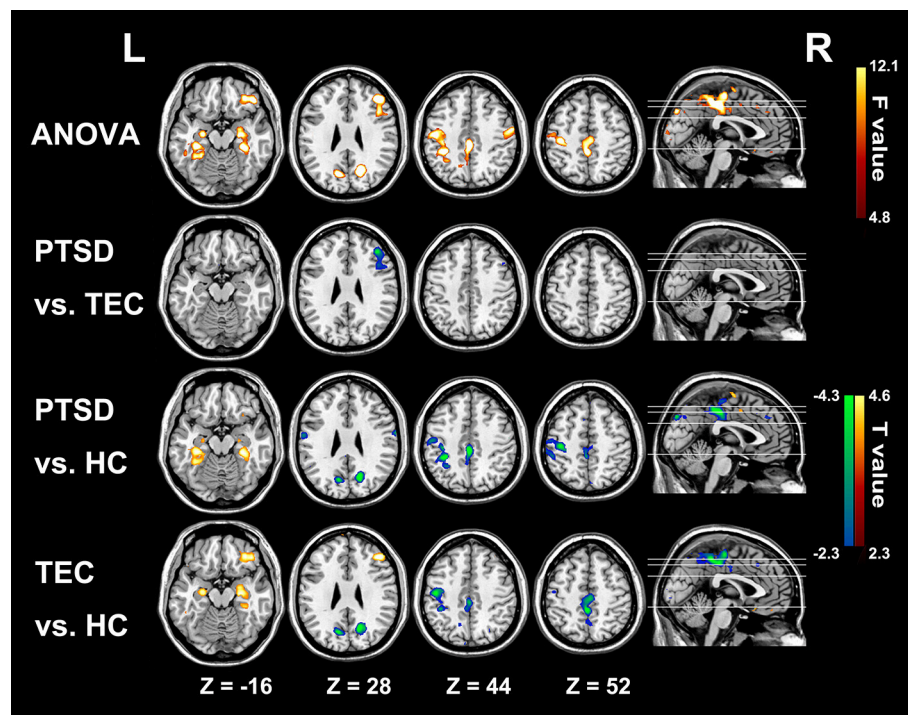 L
R
ANOVA
12.1
F value
4.8
PTSD
vs. TEC
PTSD
vs. HC
-4.3
4.6
T value
-2.3
2.3
TEC
vs. HC
Z = -16
Z = 28
Z = 44
Z = 52